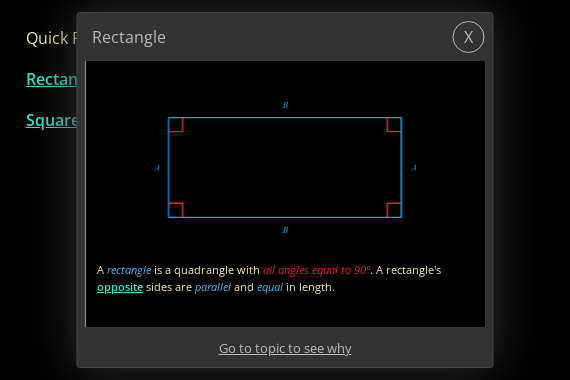 Quick
Rectangle
X
Rectan
Square
B
A
A
B
A rectangle is a quadrangle with all angles equal to 90°. A rectangle's
opposite sides are parallel and equal in length.
Go to topic to see why